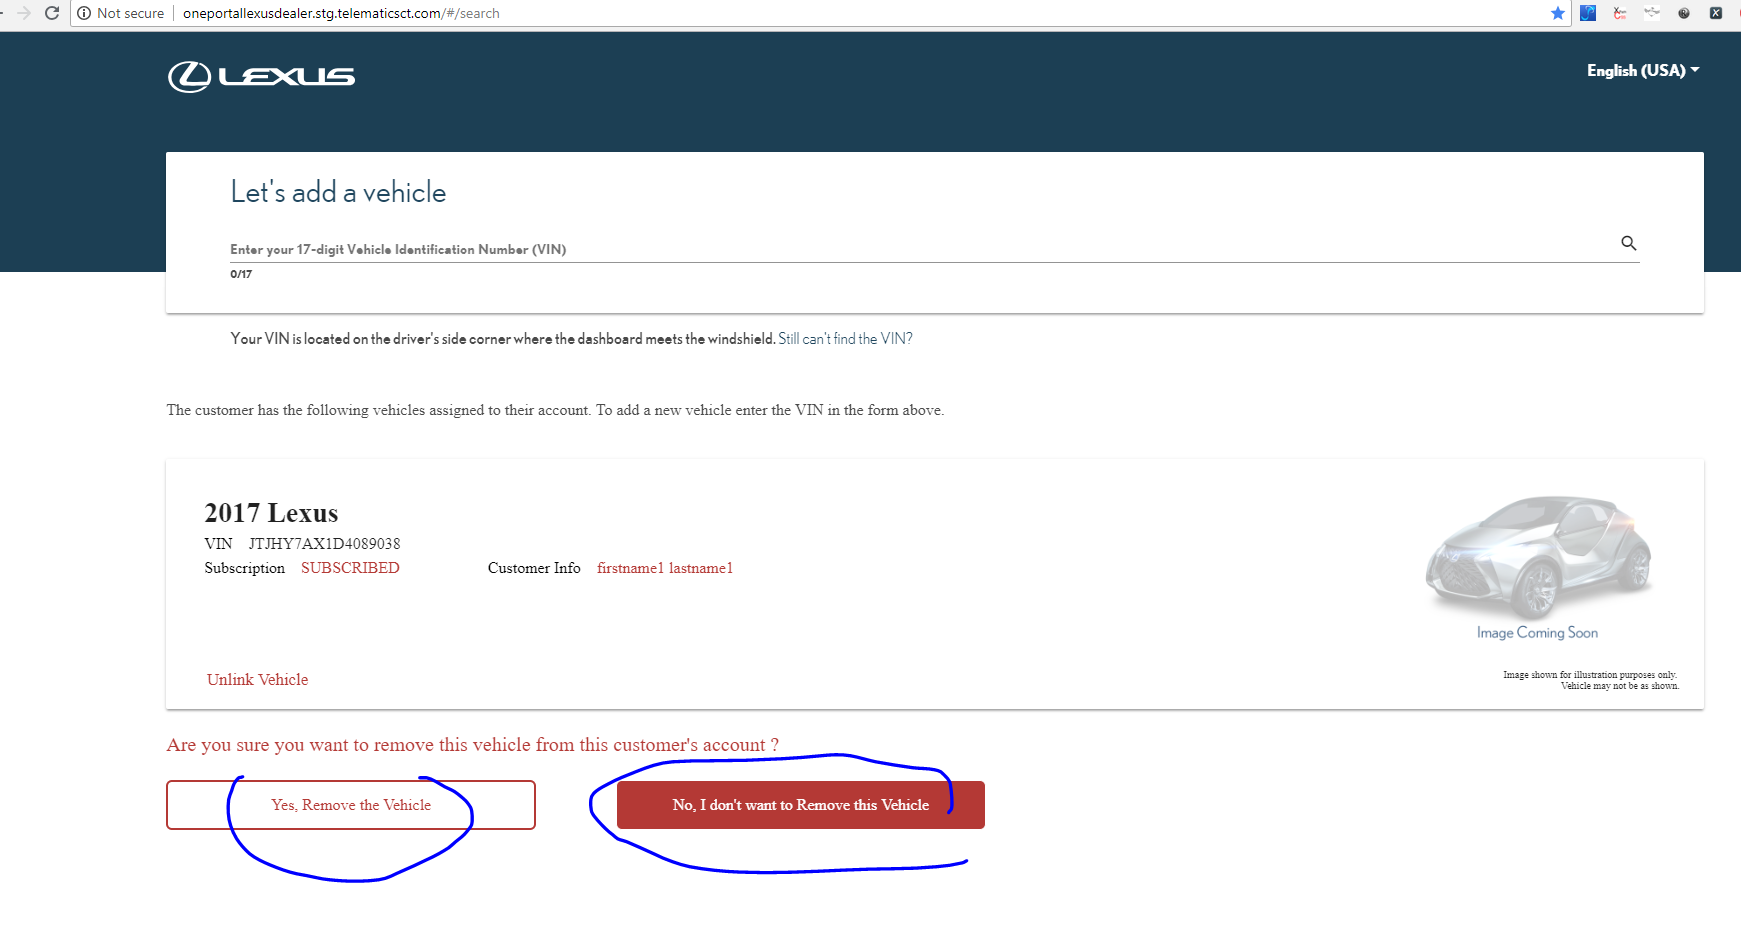 Not secure oneportallexusdealer.stg.telematicsct.com/#/search
LEXUS
English (USA)
Let's add a vehicle
Enter your 17-digit Vehicle Identification Number (VIN)
0/17
Your VIN is located on the driver's side corner where the dashboard meets the windshield. Still can't find the VIN?
The customer has the following vehicles assigned to their account. To add a new vehicle enter the VIN in the form above.
2017 Lexus
VIN JTJHY7AX1D4089038
Subscription SUBSCRIBED Customer Info firstname1 lastname1
Image Coming Soon
Unlink Vehicle
Image shown for illustration purposes only.
Vehicle may not be as shown.
Are you sure you want to remove this vehicle from this customer's account ?
Yes, Remove the Vehicle No, I don't want to Remove this Vehicle